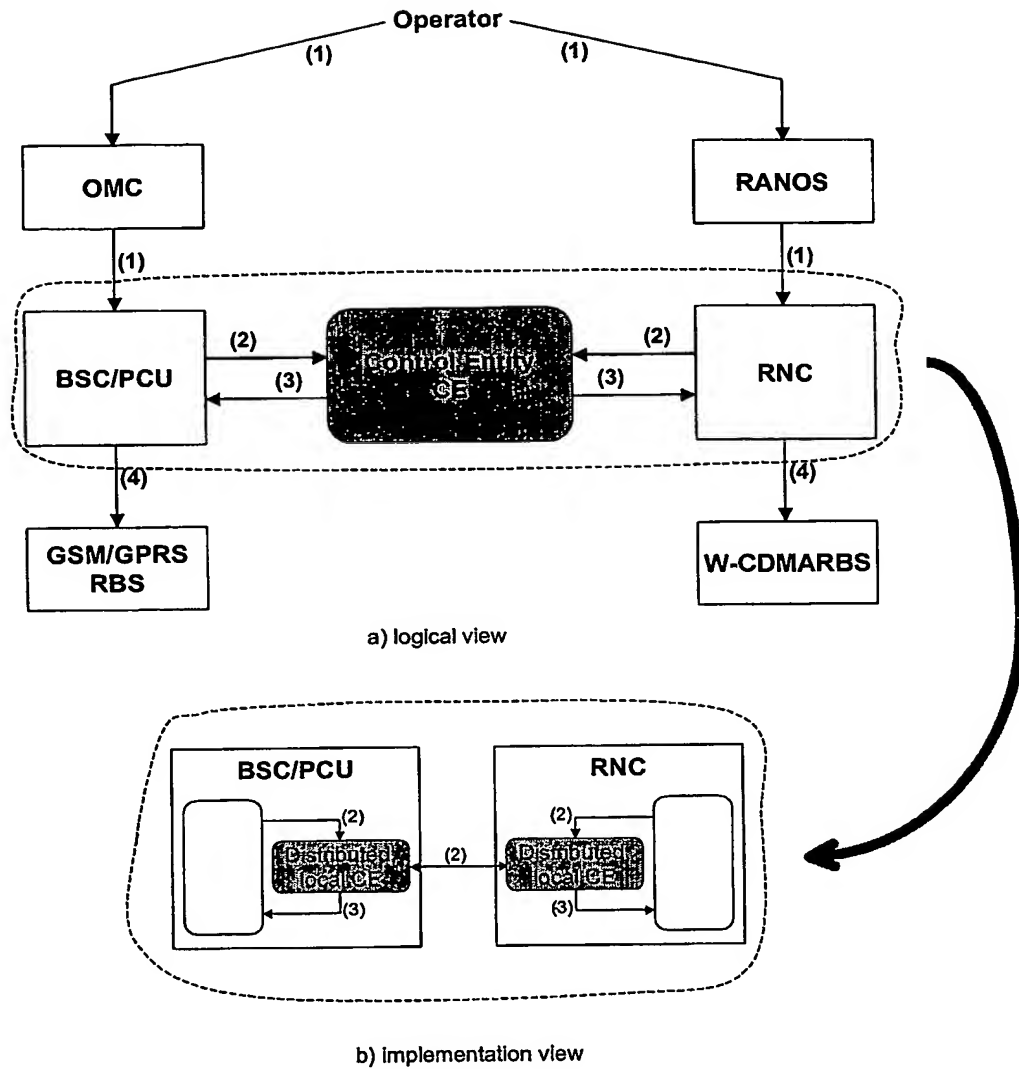 Operator
(1) (1)
OMC
RANOS
(1)
(1)
BSC/PCU
(2)
(3)
Control Entity
CE
(2)
(3)
RNC
(4)
(4)
GSM/GPRS
RBS
W-CDMARBS
a) logical view
BSC/PCU
RNC
(2)
Distributed
local CE
(3)
(2)
(2)
Distributed
local CE
(3)
b) implementation view